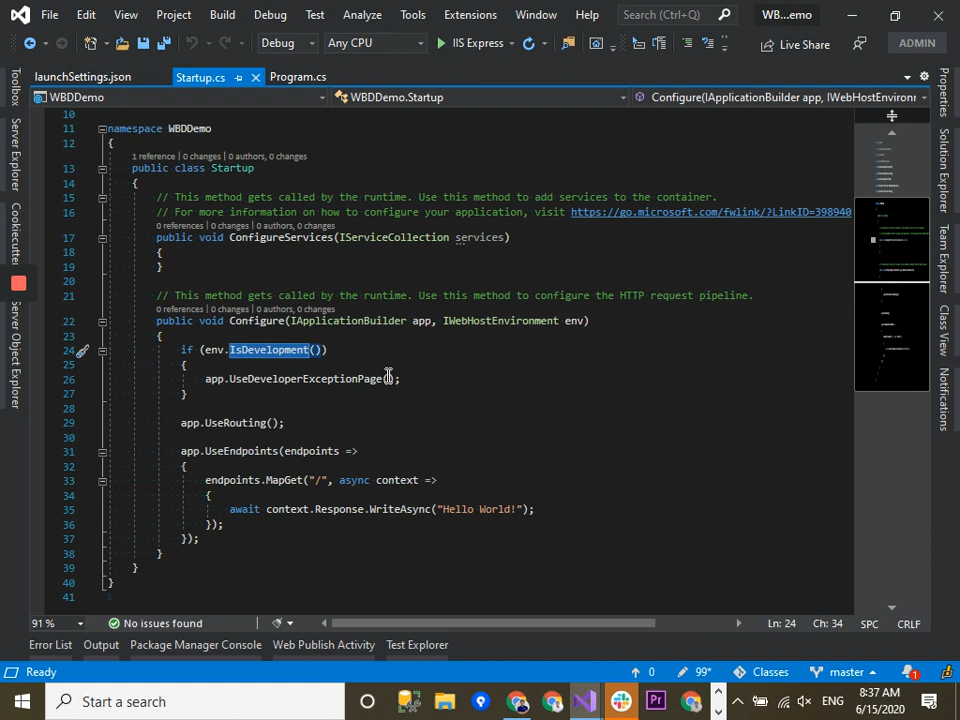 File Edit View Project Build Debug Test Analyze Tools Extensions Window Help Search (Ctrl+Q) WB...emo
Debug Any CPU IIS Express Live Share ADMIN
launchSettings.json Startup.cs Program.cs
WBDDemo WBDDemo.Startup Configure(IApplicationBuilder app, IWebHostEnvironm
Toolbox
Server Explorer
Cookiecutter
Server Object Explorer
10
11 namespace WBDDemo
12 {
1 reference | 0 changes | 0 authors, 0 changes
13 public class Startup
14 {
15 // This method gets called by the runtime. Use this method to add services to the container.
16 // For more information on how to configure your application, visit https://go.microsoft.com/fwlink/?LinkID=398940
0 references | 0 changes | 0 authors, 0 changes
17 public void ConfigureServices(IServiceCollection services)
18 {
19 }
20
21 // This method gets called by the runtime. Use this method to configure the HTTP request pipeline.
0 references | 0 changes | 0 authors, 0 changes
22 public void Configure(IApplicationBuilder app, IWebHostEnvironment env)
23 {
24 if (env.IsDevelopment())
25 {
26 app.UseDeveloperExceptionPage();
27 }
28
29 app.UseRouting();
30
31 app.UseEndpoints(endpoints =>
32 {
33 endpoints.MapGet("/", async context =>
34 {
35 await context.Response.WriteAsync("Hello World!");
36 });
37 });
38 }
39 }
40 }
41
Properties
Solution Explorer
Team Explorer
Class View
Notifications
91 % No issues found Ln: 24 Ch: 34 SPC CRLF
Error List Output Package Manager Console Web Publish Activity Test Explorer
Ready 0 99* Classes master 1
Start a search Pr ENG 8:37 AM
6/15/2020